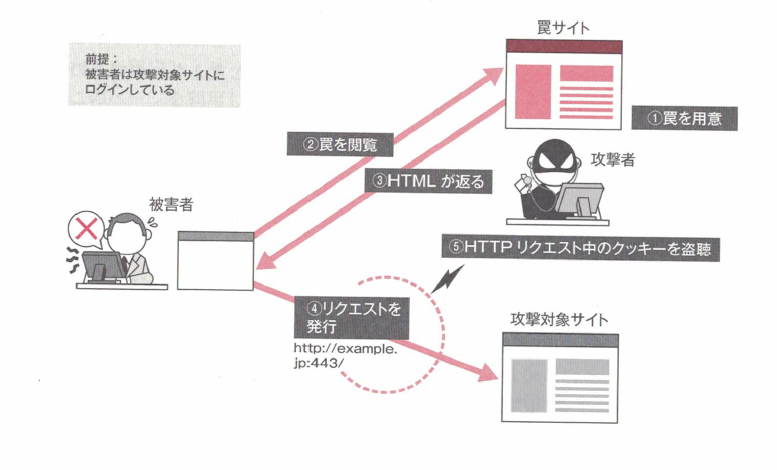 前提：
被害者は攻撃対象サイトに
ログインしている
罠サイト
①罠を用意
②罠を閲覧
攻撃者
③HTML が返る
被害者
⑤HTTP リクエスト中のクッキーを盗聴
④リクエストを
発行
http://example.
jp:443/
攻撃対象サイト